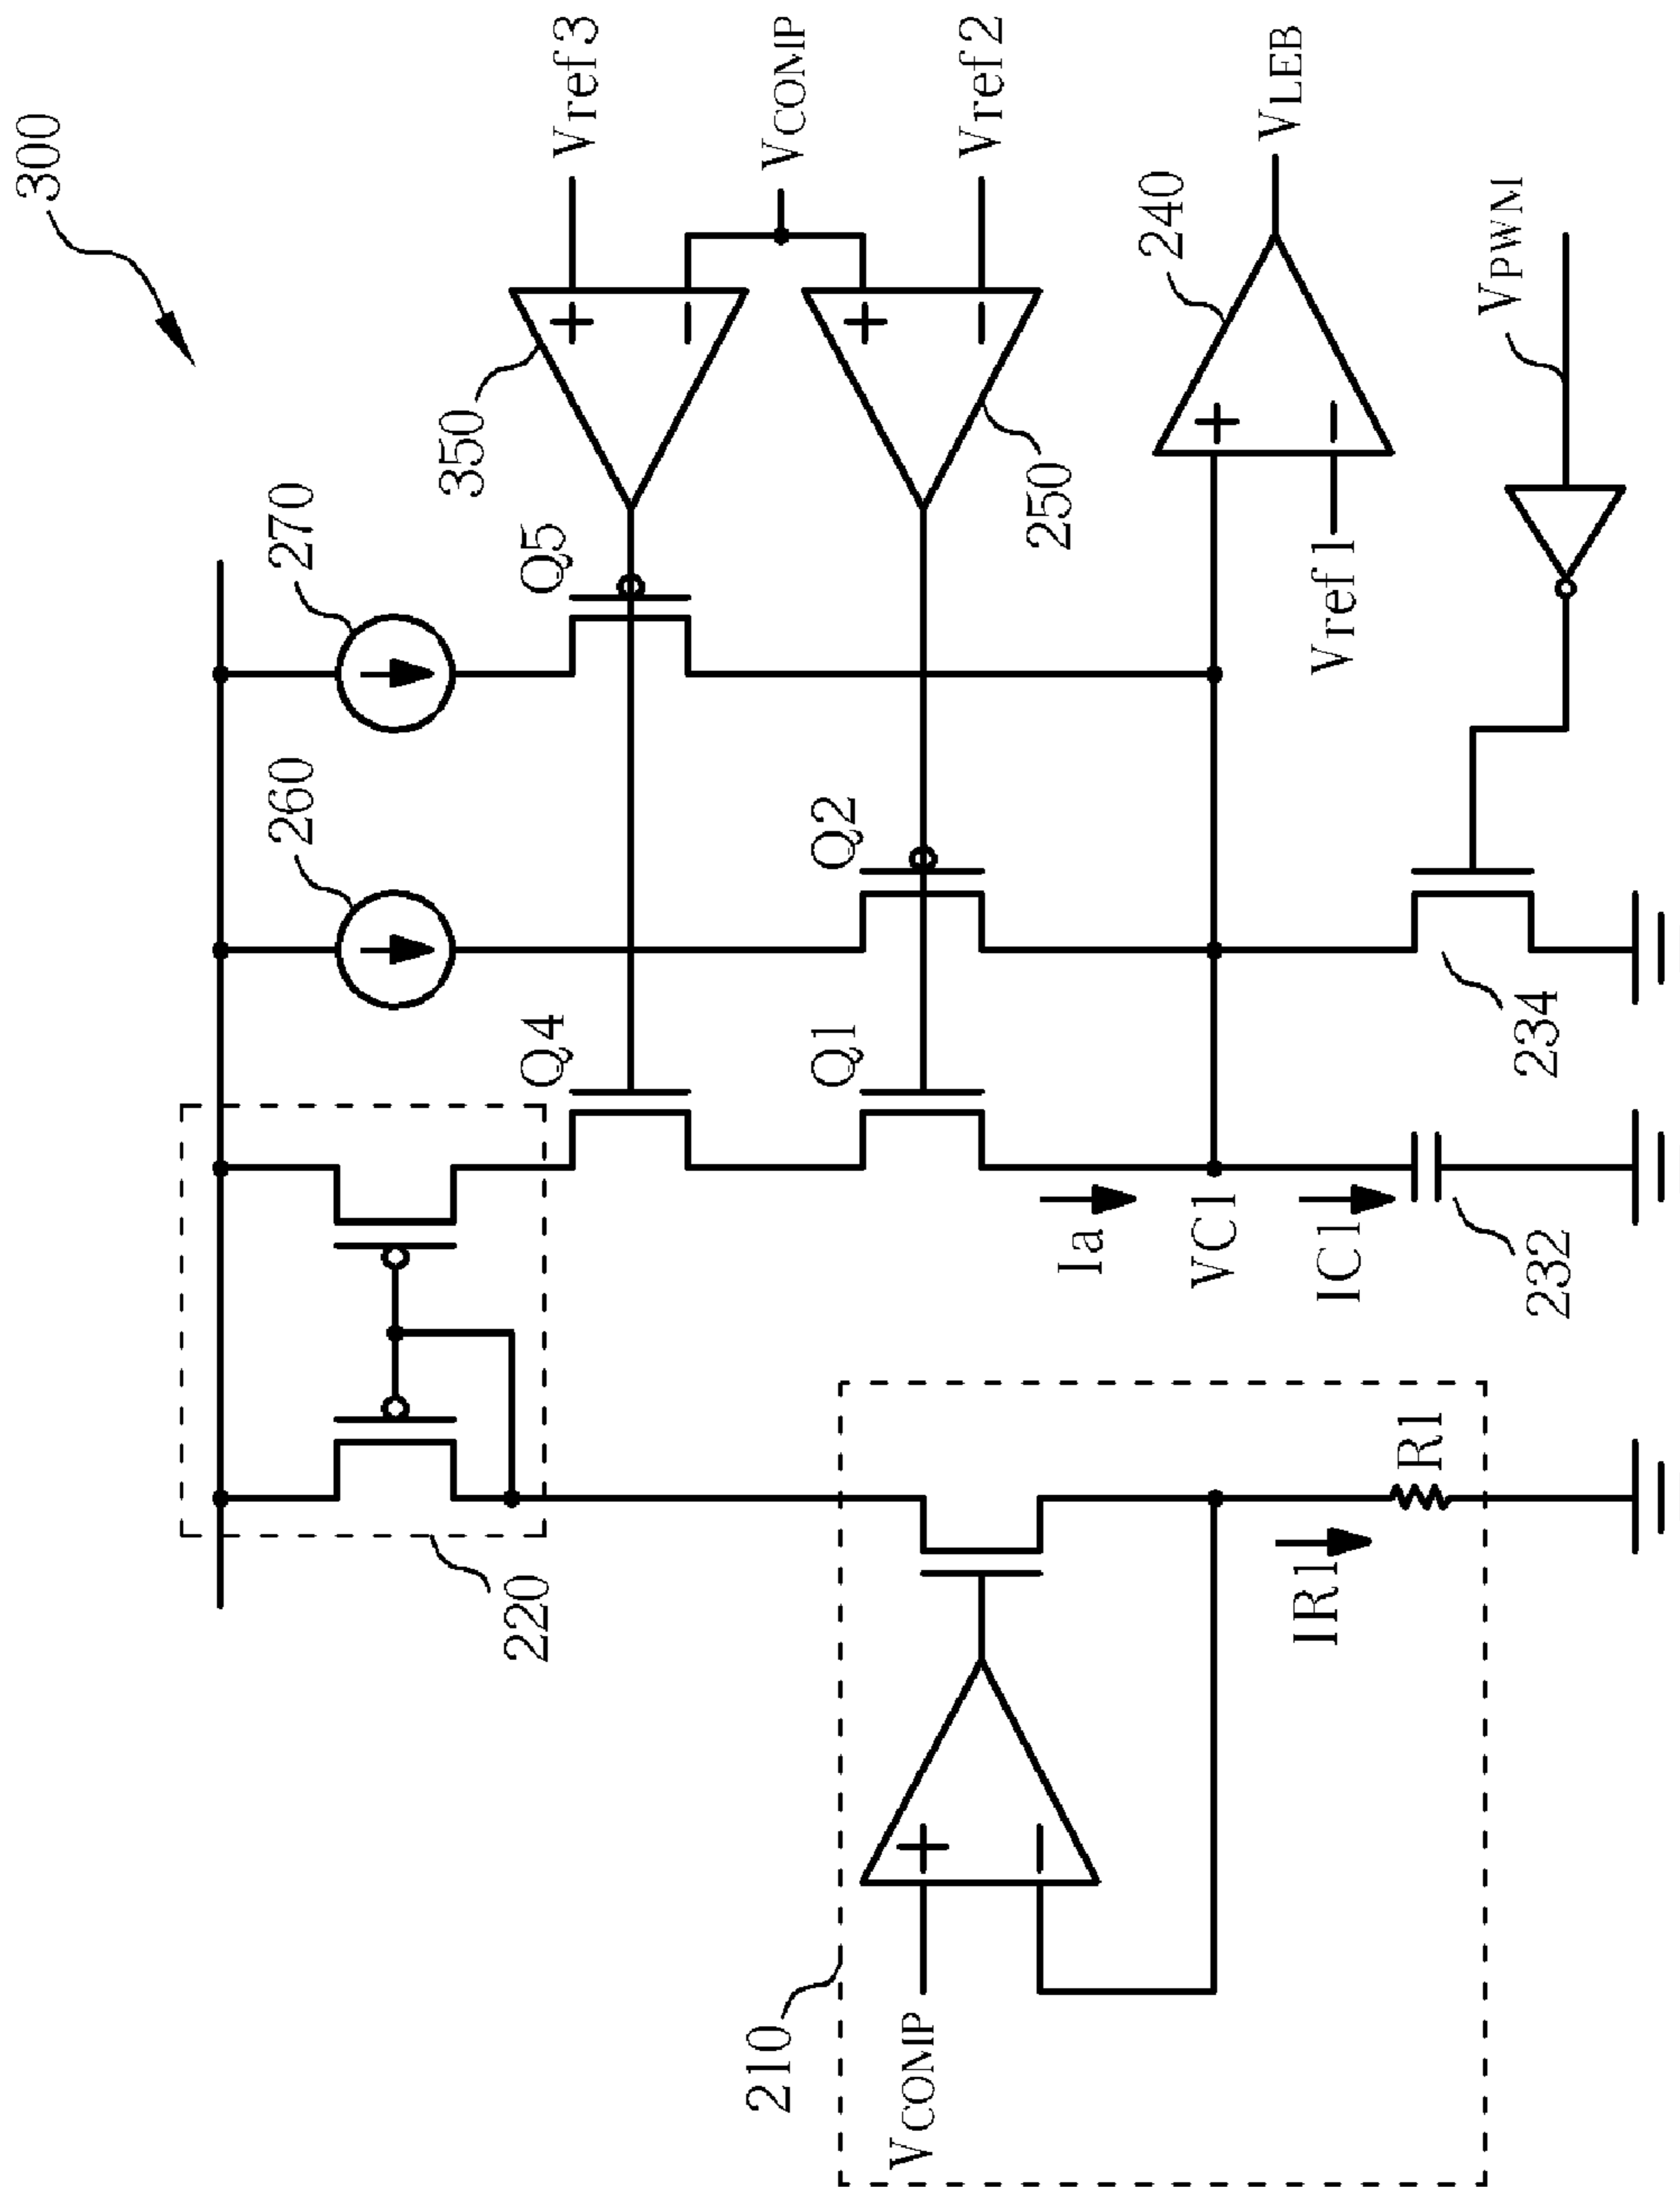 300
Vref3
VCOMP
Vref2
VLEB
VPWM
350
250
240
270
260
Q5
Q2
Q4
Q1
+
−
+
−
+
−
Vref1
234
232
Ia
VC1
IC1
220
210
VCOMP
+
−
IR1
R1